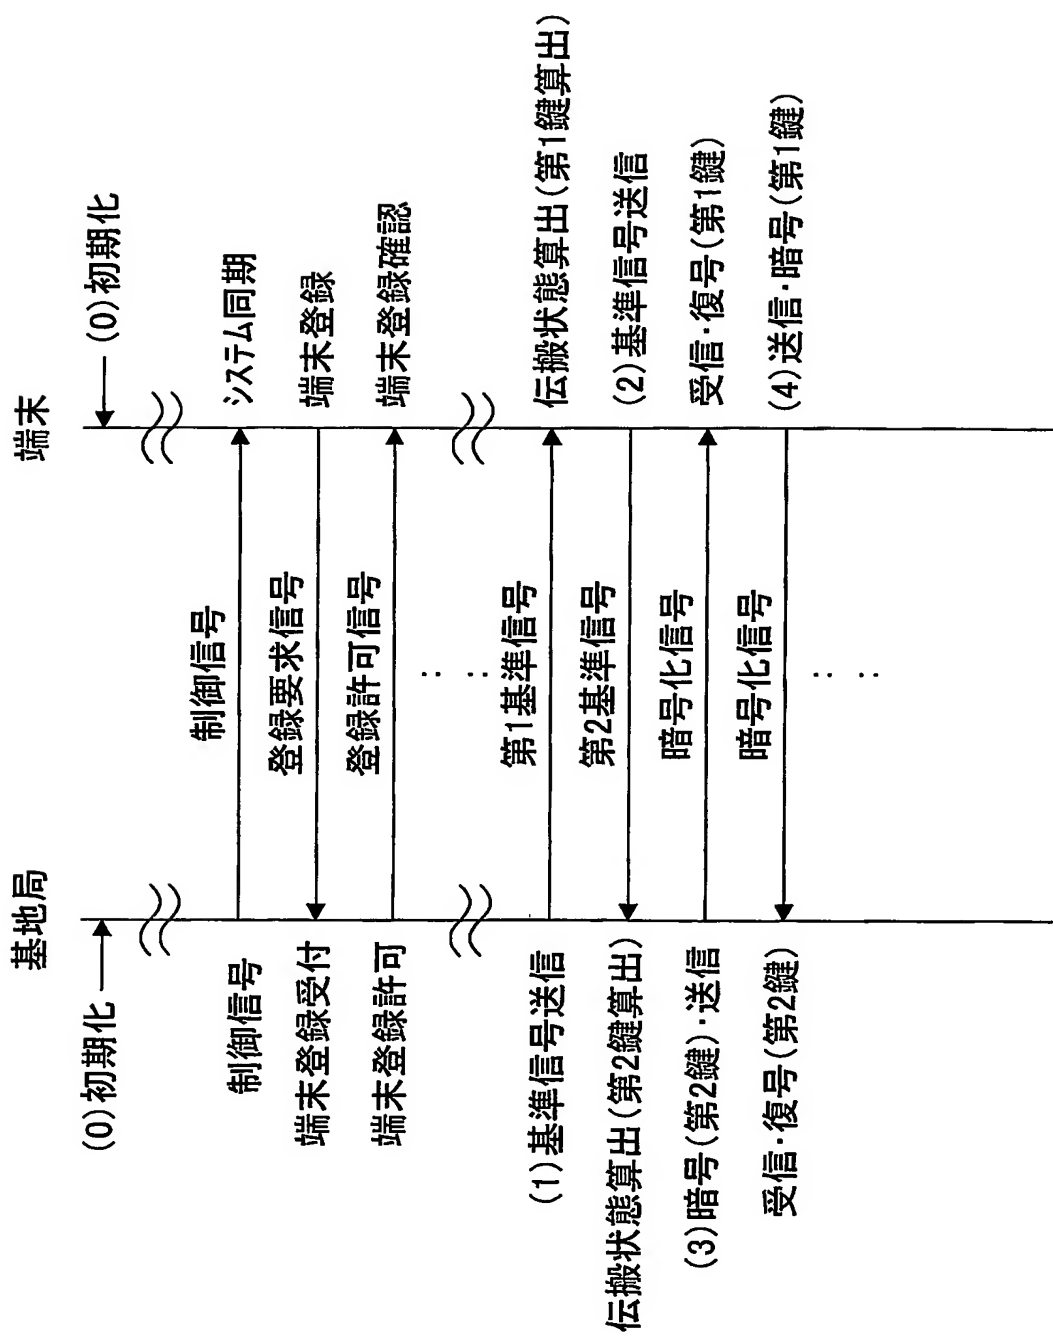 基地局
端末
(0)初期化
(0)初期化
制御信号
制御信号
システム同期
端末登録受付
登録要求信号
端末登録
端末登録許可
登録許可信号
端末登録確認
(1)基準信号送信
第1基準信号
伝搬状態算出(第1鍵算出)
伝搬状態算出(第2鍵算出)
第2基準信号
(2)基準信号送信
(3)暗号(第2鍵)・送信
暗号化信号
受信・復号(第1鍵)
受信・復号(第2鍵)
暗号化信号
(4)送信・暗号(第1鍵)